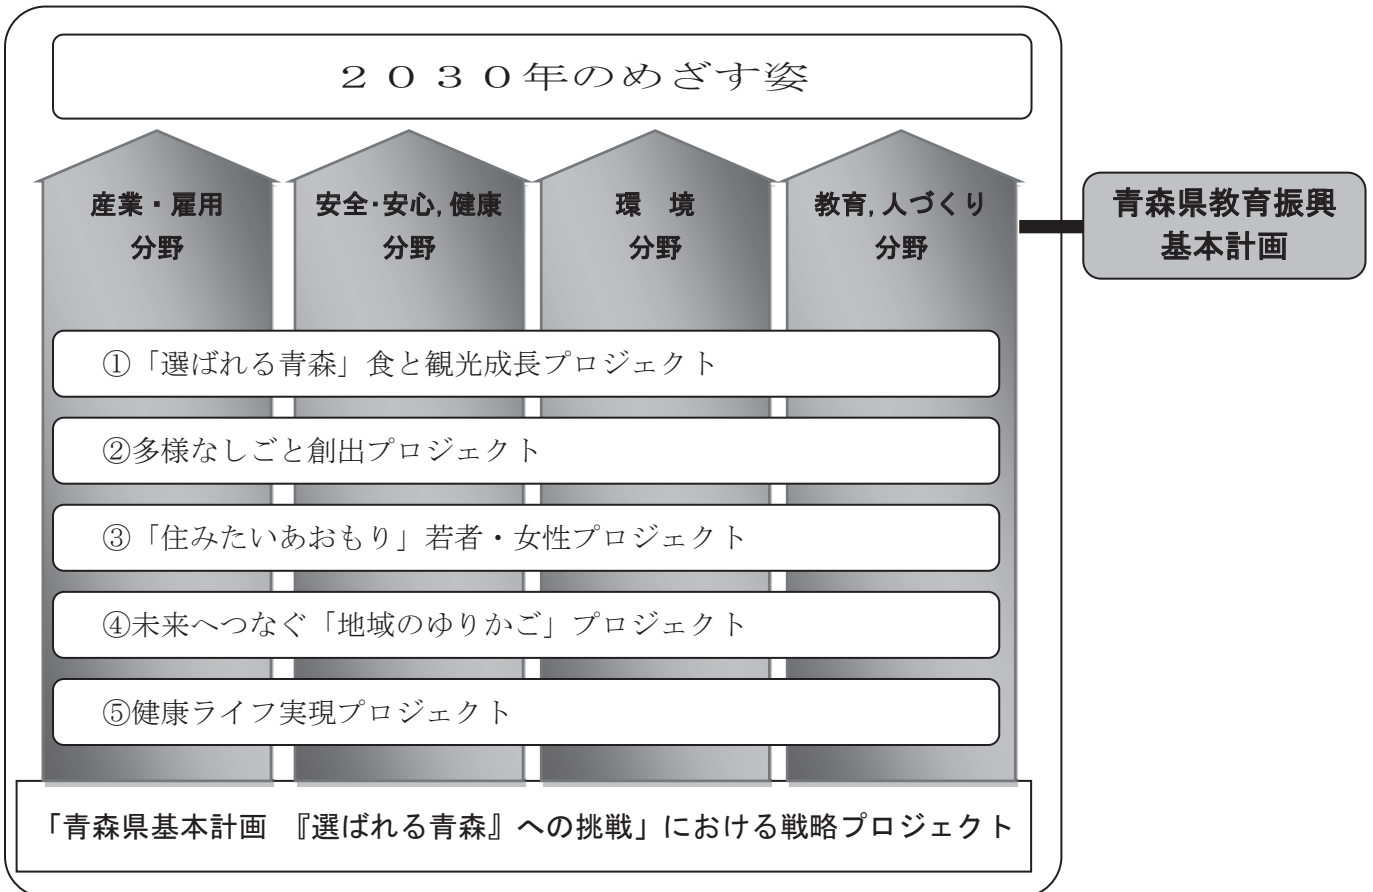 ２０３０年のめざす姿
産業・雇用
分野
安全・安心,健康
分野
環　境
分野
教育,人づくり
分野
青森県教育振興
基本計画
①「選ばれる青森」食と観光成長プロジェクト
②多様なしごと創出プロジェクト
③「住みたいあおもり」若者・女性プロジェクト
④未来へつなぐ「地域のゆりかご」プロジェクト
⑤健康ライフ実現プロジェクト
「青森県基本計画　『選ばれる青森』への挑戦」における戦略プロジェクト